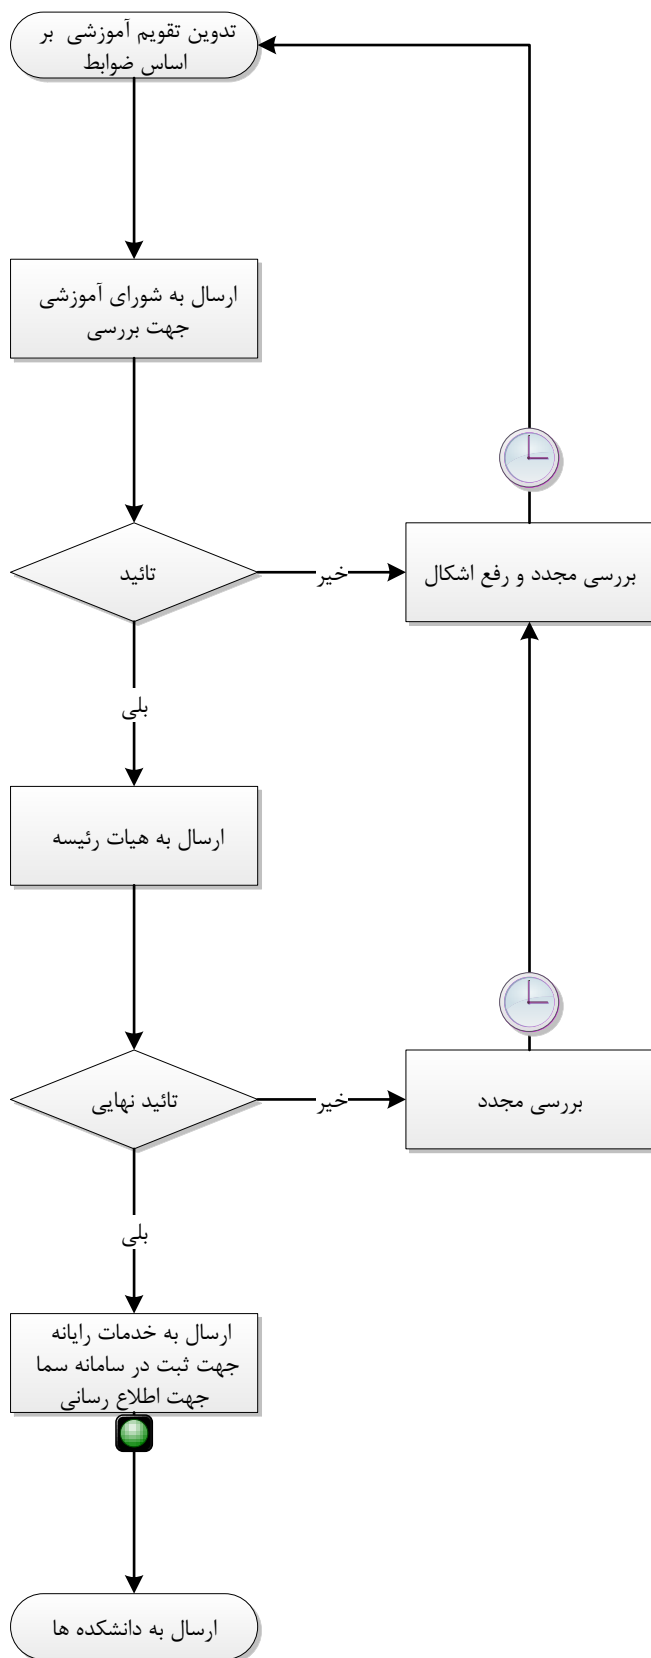 تدوین تقویم آموزشی بر
اساس ضوابط
ارسال به شورای آموزشی
جهت بررسی
تائید
خیر
بررسی مجدد و رفع اشکال
بلی
ارسال به هیات رئیسه
تائید نهایی
خیر
بررسی مجدد
بلی
ارسال به خدمات رایانه
جهت ثبت در سامانه سما
جهت اطلاع رسانی
ارسال به دانشکده ها